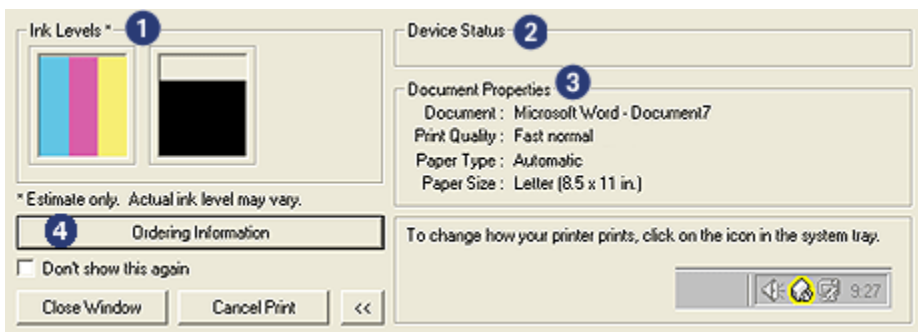 Ink Levels * 1
* Estimate only. Actual ink level may vary.
4 Ordering Information
Don't show this again
Close Window Cancel Print <<
Device Status 2
Document Properties 3
Document : Microsoft Word - Document7
Print Quality : Fast normal
Paper Type : Automatic
Paper Size : Letter (8.5 x 11 in.)
To change how your printer prints, click on the icon in the system tray.
9:27